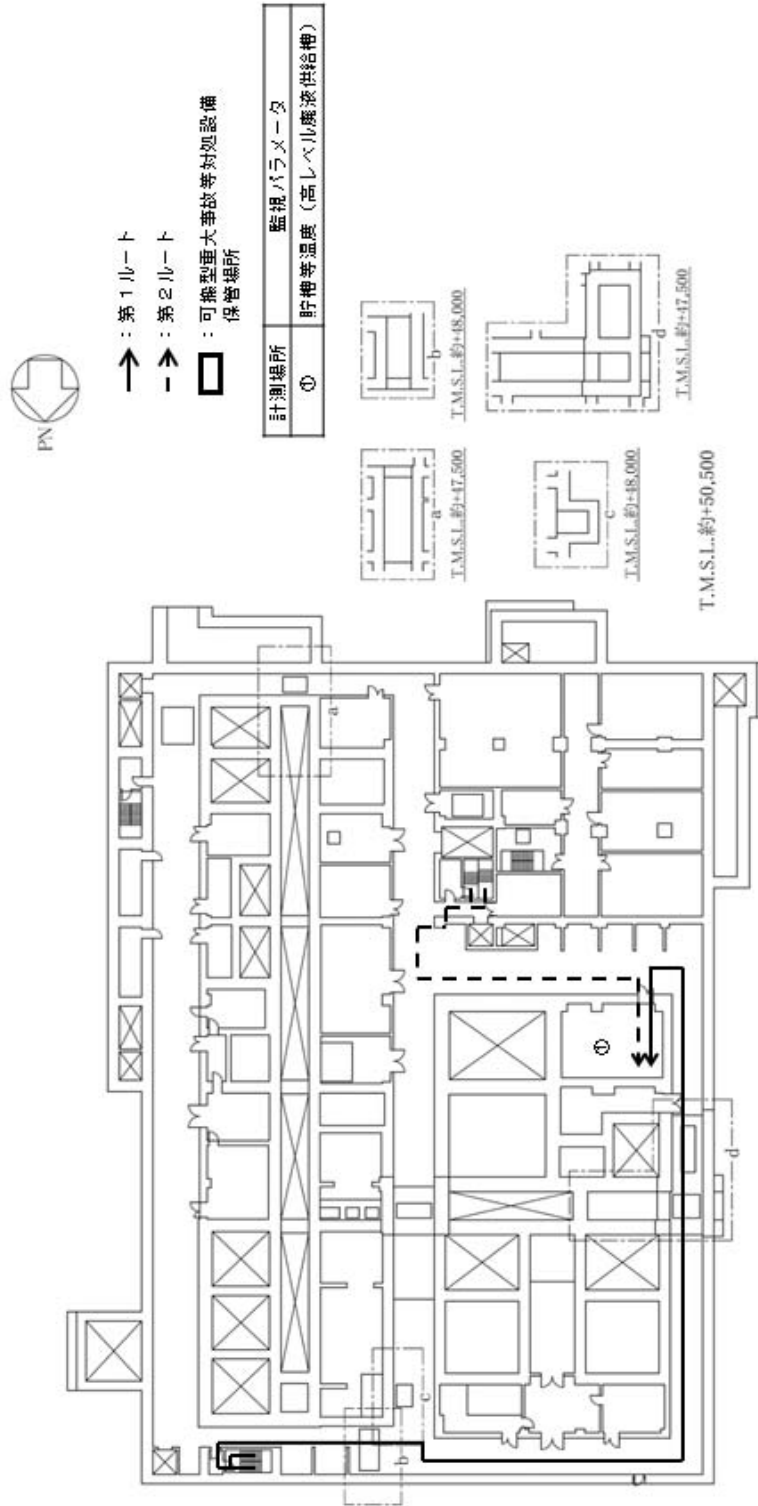 PN
：第１ルート
：第２ルート
：可搬型重大事故等対処設備
保管場所
計測場所 監視パラメータ
① 貯槽等温度（高レベル廃液供給槽）
a
T.M.S.L.約+47,500
b
T.M.S.L.約+48,000
c
T.M.S.L.約+48,000
d
T.M.S.L.約+47,500
T.M.S.L.約+50,500
a
b
c
d
①